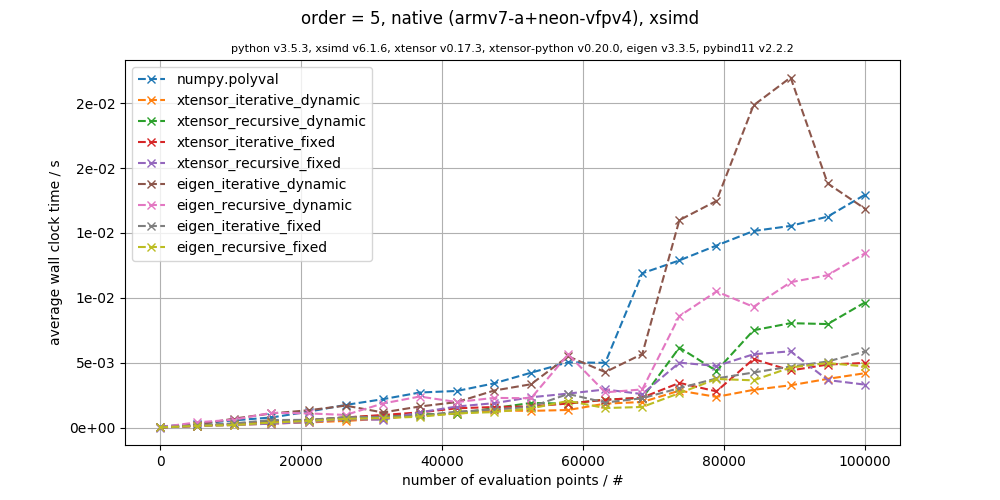 order = 5, native (armv7-a+neon-vfpv4), xsimd
python v3.5.3, xsimd v6.1.6, xtensor v0.17.3, xtensor-python v0.20.0, eigen v3.3.5, pybind11 v2.2.2
numpy.polyval
xtensor_iterative_dynamic
xtensor_recursive_dynamic
xtensor_iterative_fixed
xtensor_recursive_fixed
eigen_iterative_dynamic
eigen_recursive_dynamic
eigen_iterative_fixed
eigen_recursive_fixed
average wall clock time / s
2e-02
2e-02
1e-02
1e-02
5e-03
0e+00
0
20000
40000
60000
80000
100000
number of evaluation points / #